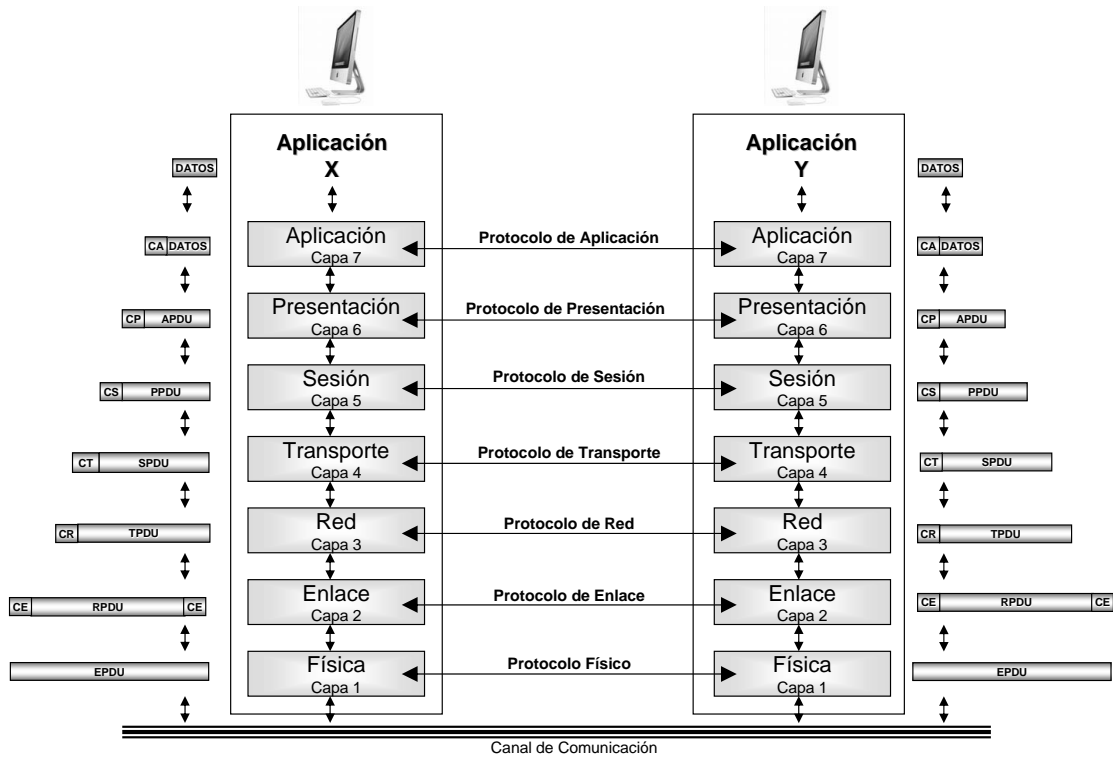 Aplicación
X
Aplicación
Y
DATOS
DATOS
CA DATOS
Aplicación
Capa 7
Protocolo de Aplicación
Aplicación
Capa 7
CA DATOS
CP APDU
Presentación
Capa 6
Protocolo de Presentación
Presentación
Capa 6
CP APDU
CS PPDU
Sesión
Capa 5
Protocolo de Sesión
Sesión
Capa 5
CS PPDU
CT SPDU
Transporte
Capa 4
Protocolo de Transporte
Transporte
Capa 4
CT SPDU
CR TPDU
Red
Capa 3
Protocolo de Red
Red
Capa 3
CR TPDU
CE RPDU CE
Enlace
Capa 2
Protocolo de Enlace
Enlace
Capa 2
CE RPDU CE
EPDU
Física
Capa 1
Protocolo Físico
Física
Capa 1
EPDU
Canal de Comunicación